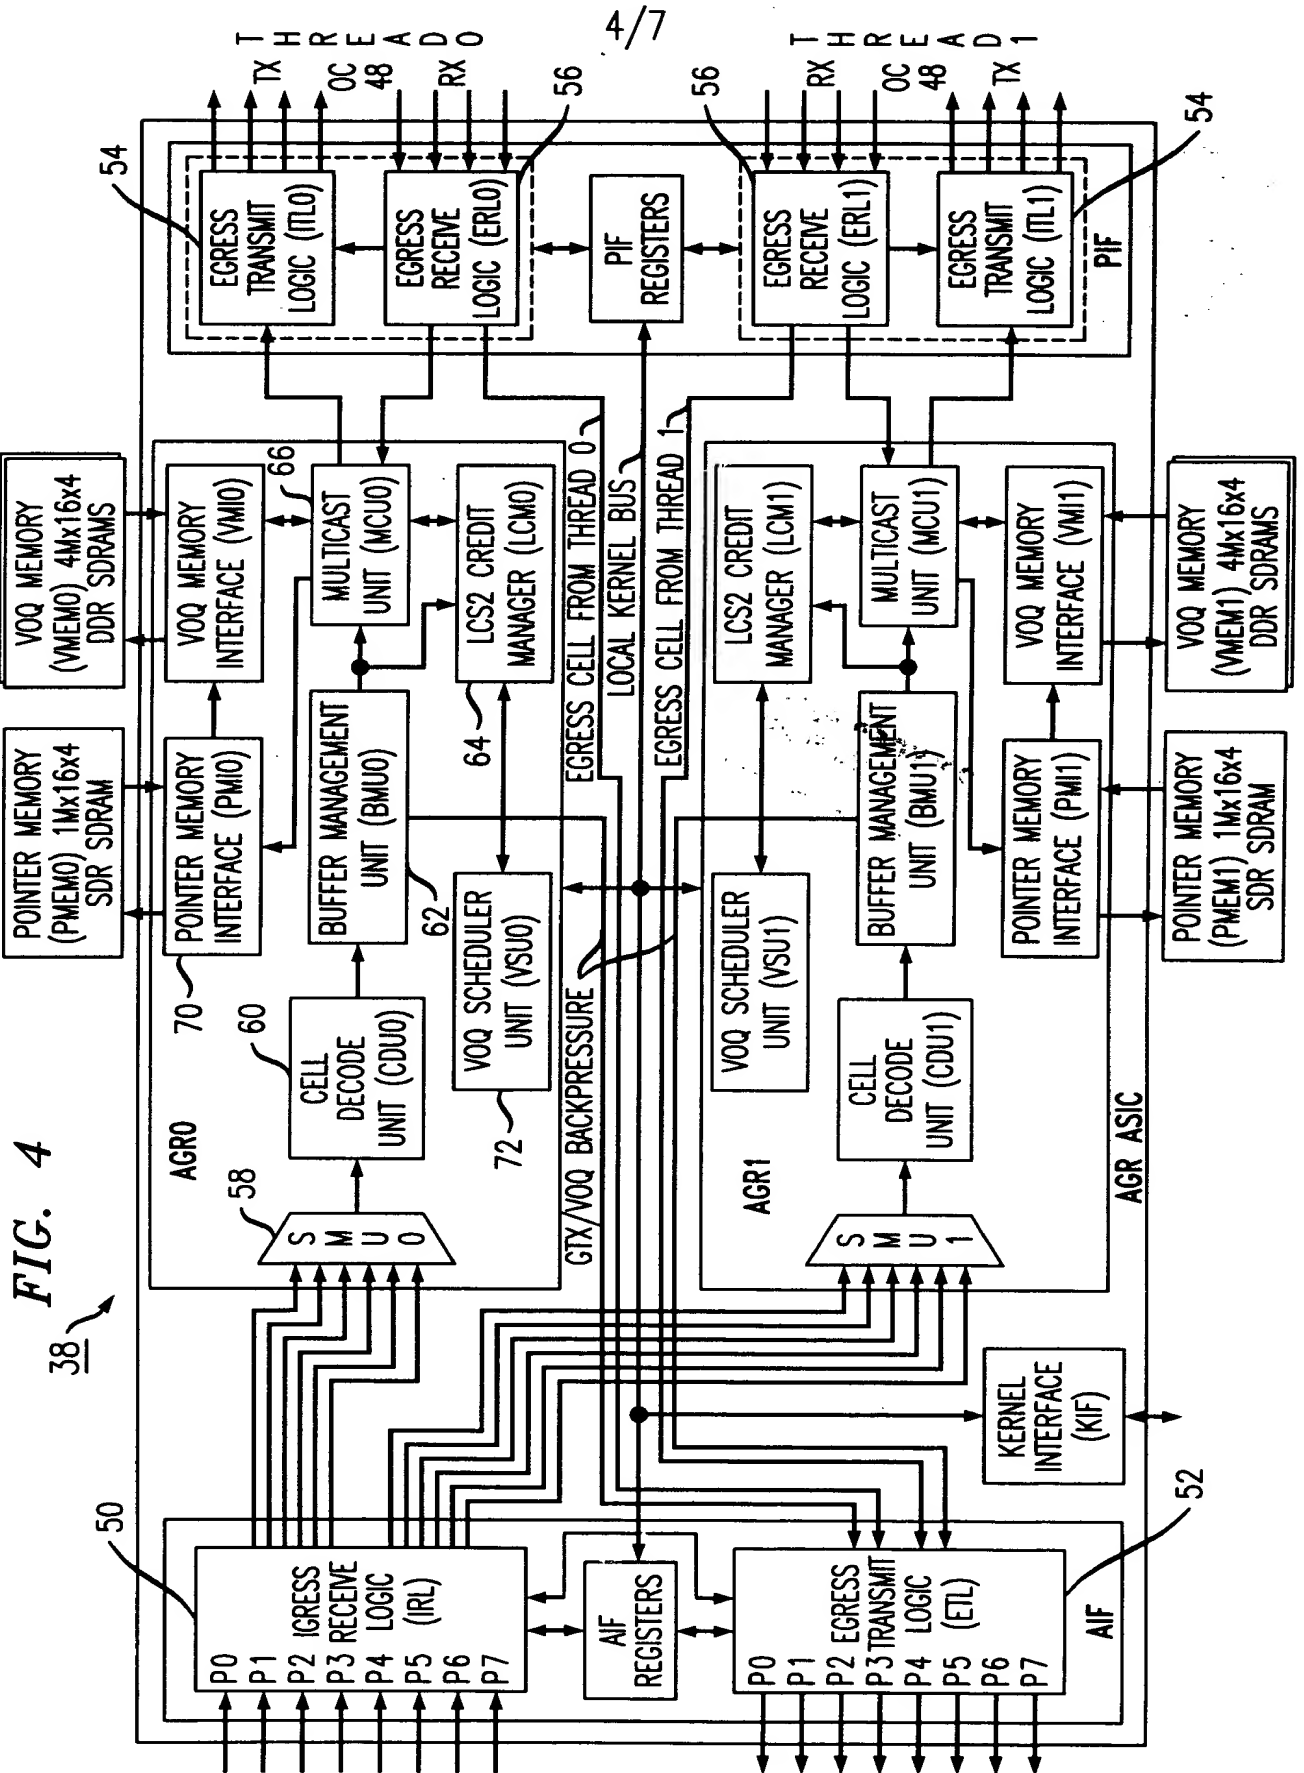 4/7
FIG. 4
38
THREAD 0
TX
OC
48
RX
THREAD 1
RX
OC
48
TX
54
56
56
54
EGRESS
TRANSMIT
LOGIC (ITL0)
EGRESS
RECEIVE
LOGIC (ERL0)
PIF
REGISTERS
EGRESS
RECEIVE
LOGIC (ERL1)
EGRESS
TRANSMIT
LOGIC (ITL1)
PIF
VOQ MEMORY
(VMEM0) 4Mx16x4
DDR SDRAMS
POINTER MEMORY
(PMEM0) 1Mx16x4
SDR SDRAM
VOQ MEMORY
INTERFACE (VMI0)
66
MULTICAST
UNIT (MCU0)
LCS2 CREDIT
MANAGER (LCM0)
64
POINTER MEMORY
INTERFACE (PMI0)
70
BUFFER MANAGEMENT
UNIT (BMU0)
62
VOQ SCHEDULER
UNIT (VSU0)
72
60
CELL
DECODE
UNIT (CDU0)
AGR0
58
SMU0
EGRESS CELL FROM THREAD 0
LOCAL KERNEL BUS
EGRESS CELL FROM THREAD 1
GTX/VOQ BACKPRESSURE
LCS2 CREDIT
MANAGER (LCM1)
MULTICAST
UNIT (MCU1)
VOQ MEMORY
INTERFACE (VMI1)
VOQ MEMORY
(VMEM1) 4Mx16x4
DDR SDRAMS
VOQ SCHEDULER
UNIT (VSU1)
BUFFER MANAGEMENT
UNIT (BMU1)
POINTER MEMORY
INTERFACE (PMI1)
POINTER MEMORY
(PMEM1) 1Mx16x4
SDR SDRAM
CELL
DECODE
UNIT (CDU1)
AGR1
SMU1
AGR ASIC
KERNEL
INTERFACE
(KIF)
50
IGRESS
RECEIVE
LOGIC
(IRL)
P0
P1
P2
P3
P4
P5
P6
P7
AIF
REGISTERS
52
EGRESS
TRANSMIT
LOGIC
(ETL)
P0
P1
P2
P3
P4
P5
P6
P7
AIF